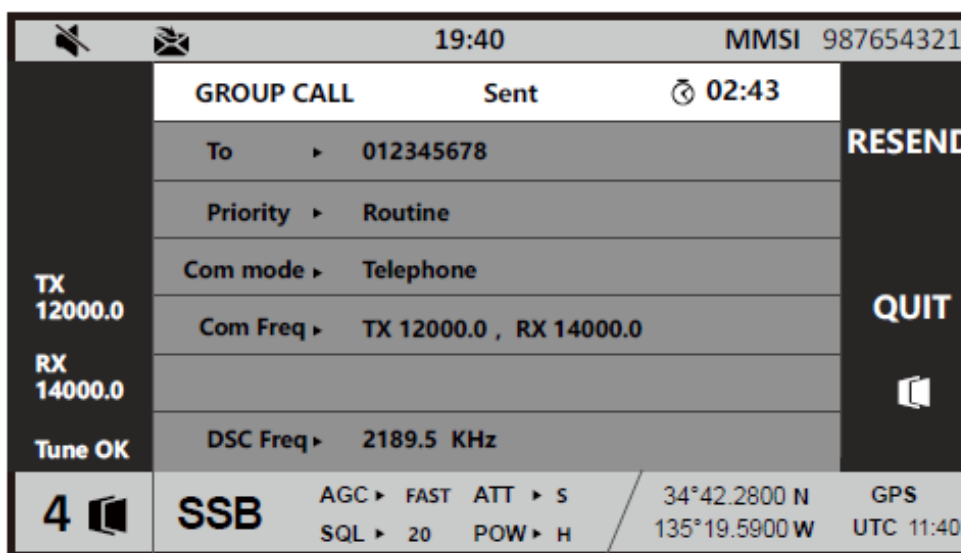 19:40 MMSI 987654321
GROUP CALL Sent 02:43
To ▸ 012345678
Priority ▸ Routine
Com mode ▸ Telephone
Com Freq ▸ TX 12000.0 , RX 14000.0
DSC Freq ▸ 2189.5 KHz
TX
12000.0
RX
14000.0
Tune OK
RESEND
QUIT
4 SSB
AGC ▸ FAST ATT ▸ S
SQL ▸ 20 POW ▸ H
34°42.2800 N
135°19.5900 W
GPS
UTC 11:40